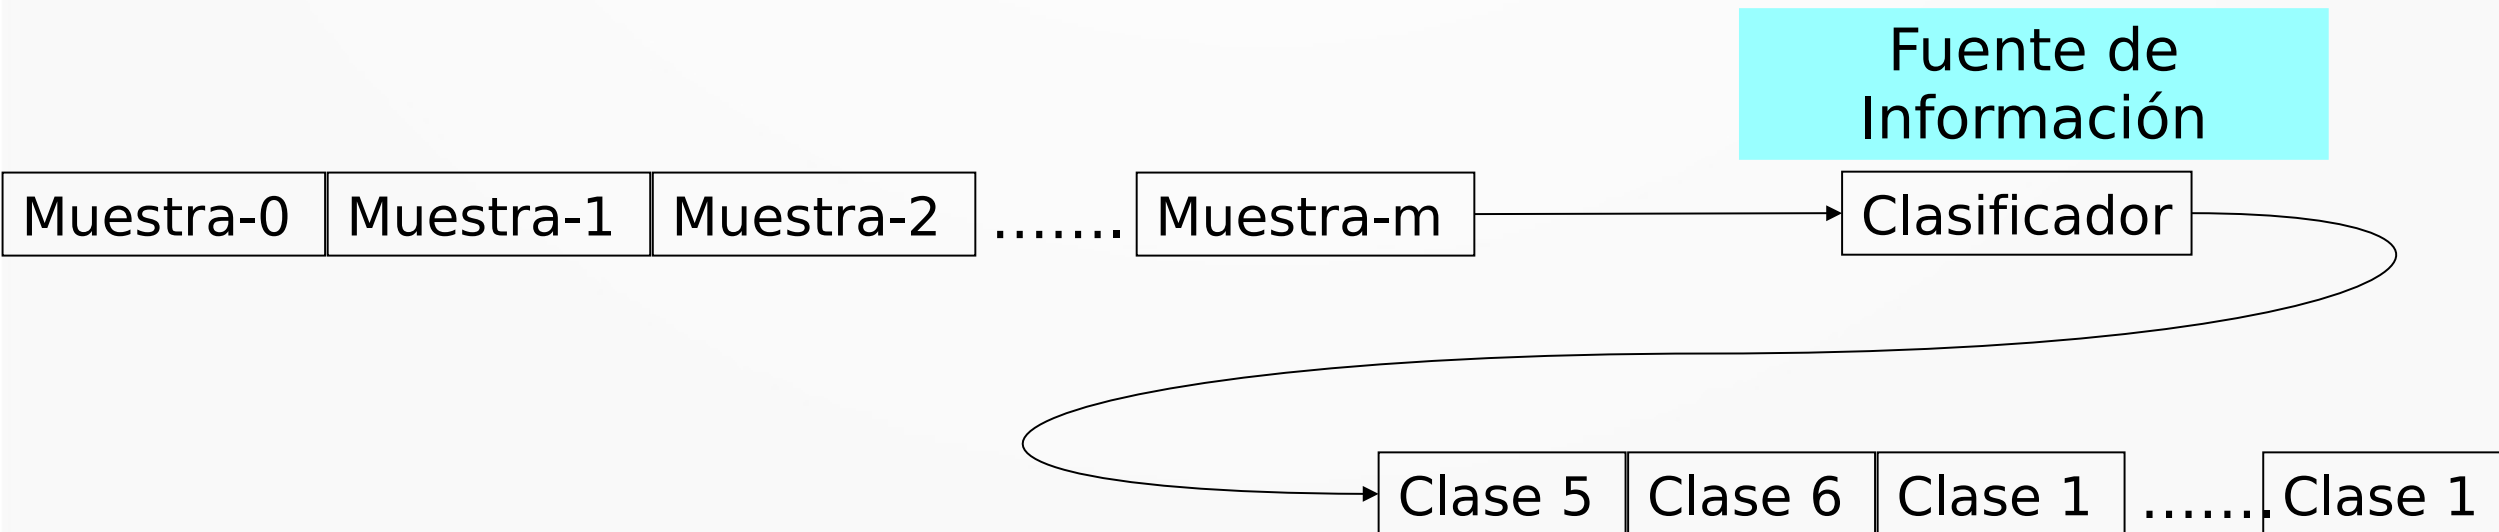 Fuente de
Información
Muestra-0 Muestra-1 Muestra-2 ....... Muestra-m Clasificador
Clase 5 Clase 6 Clase 1 ....... Clase 1